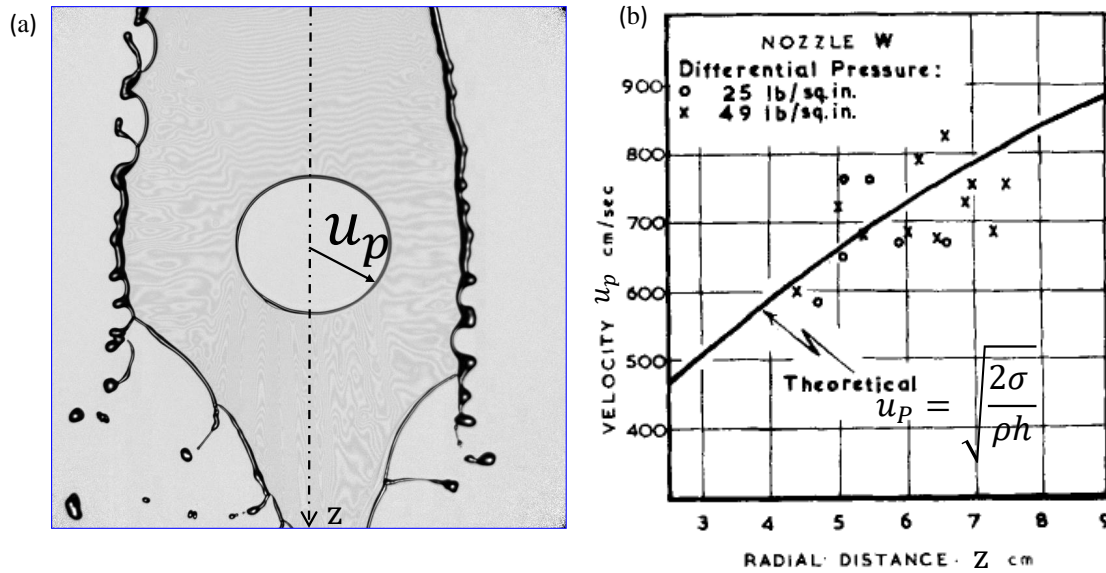 (a)
u_p
z
(b)
NOZZLE W
Differential Pressure:
o 25 lb/sq.in.
x 49 lb/sq.in.
900
800
700
600
500
400
VELOCITY u_p cm/sec
Theoretical
u_P = √(2σ/ρh)
3 4 5 6 7 8 9
RADIAL· DISTANCE · z cm